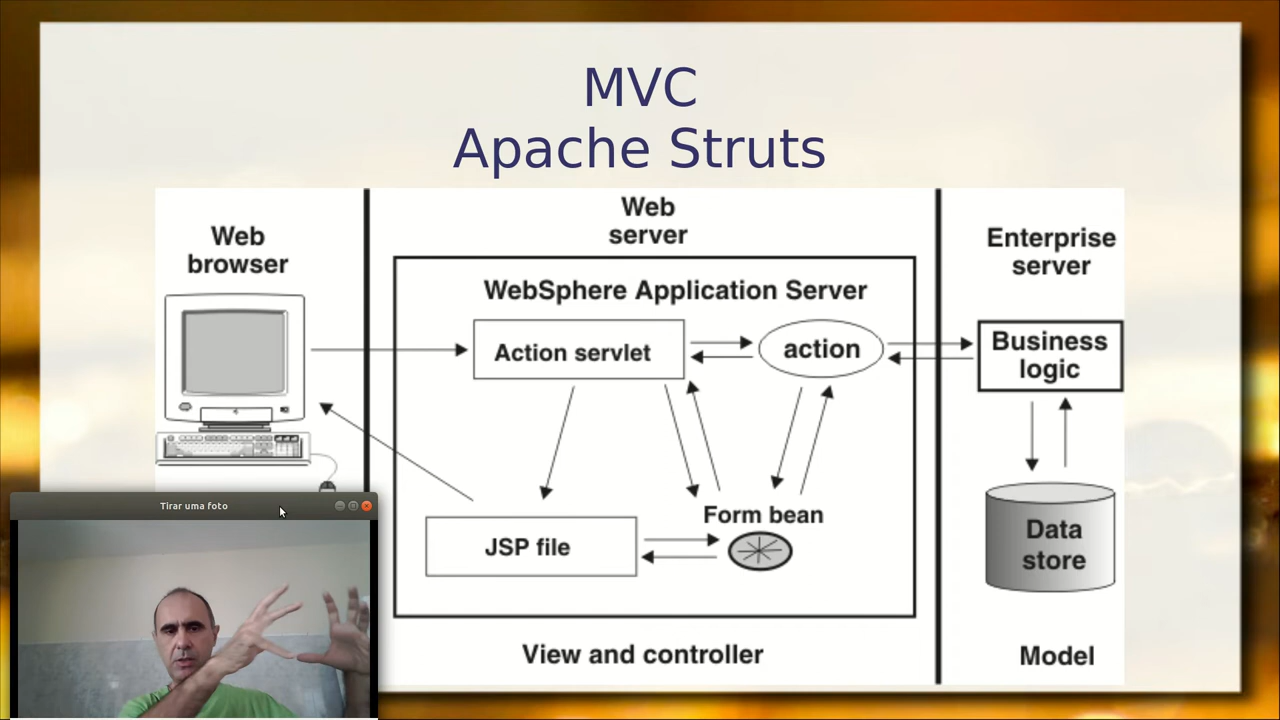 MVC
Apache Struts
Web
browser
Web
server
WebSphere Application Server
Action servlet
action
JSP file
Form bean
View and controller
Enterprise
server
Business
logic
Data
store
Model
Tirar uma foto